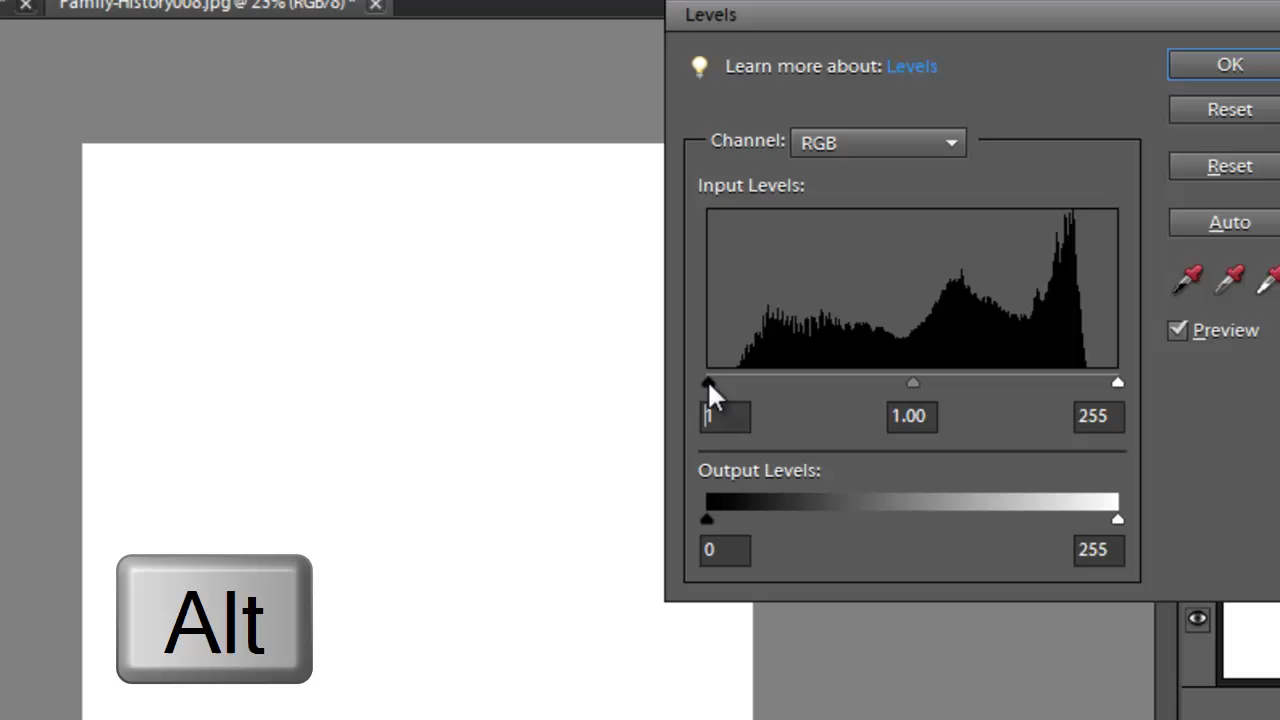 Family-History008.jpg @ 25% (RGB/8) *
Levels
Learn more about: Levels
OK
Reset
Channel: RGB
Input Levels:
Reset
Auto
Preview
1 1.00 255
Output Levels:
0 255
Alt